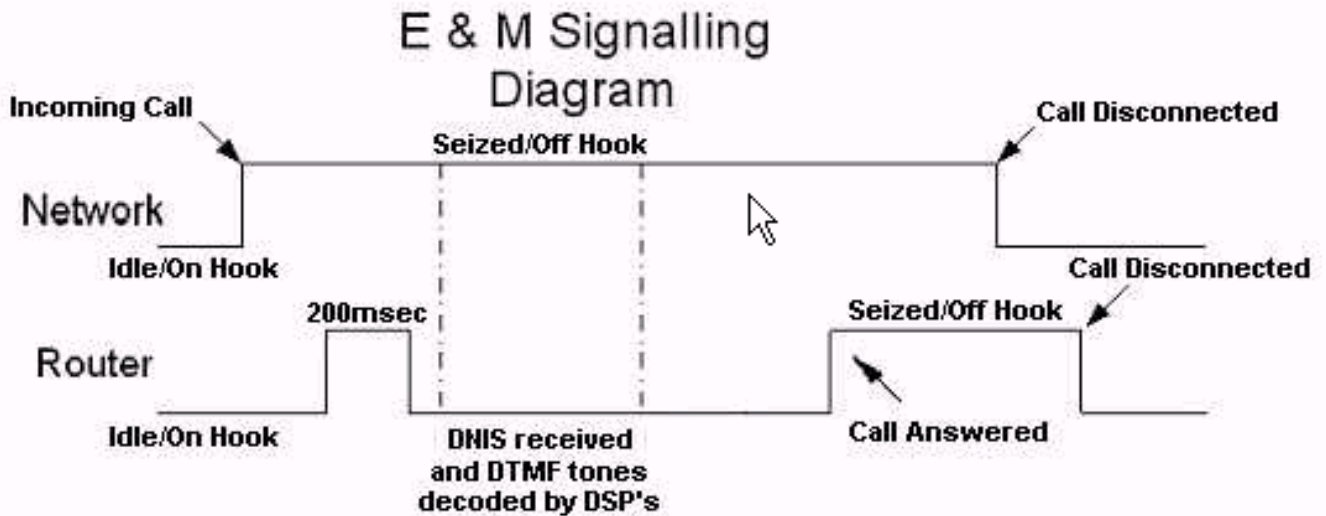 E & M Signalling
Diagram
Incoming Call
Call Disconnected
Seized/Off Hook
Network
Idle/On Hook
Call Disconnected
200msec
Seized/Off Hook
Router
Idle/On Hook
DNIS received
and DTMF tones
decoded by DSP's
Call Answered